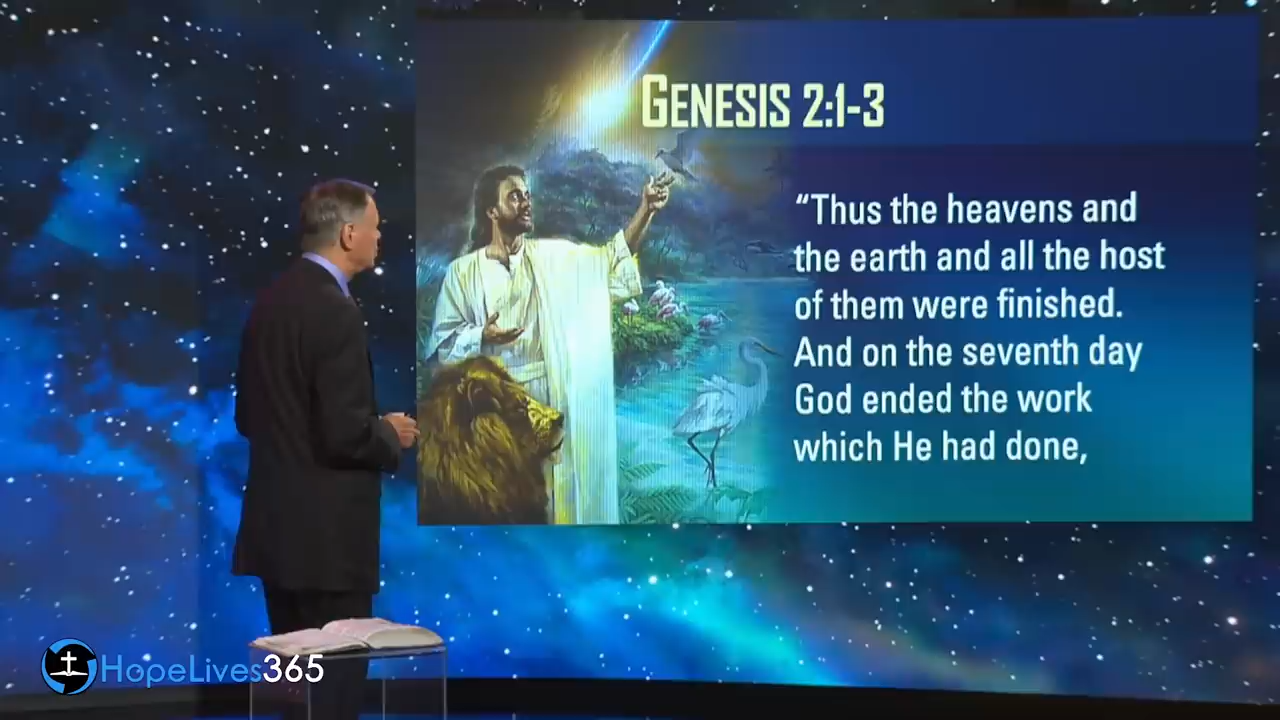 GENESIS 2:1-3
“Thus the heavens and
the earth and all the host
of them were finished.
And on the seventh day
God ended the work
which He had done,
HopeLives365